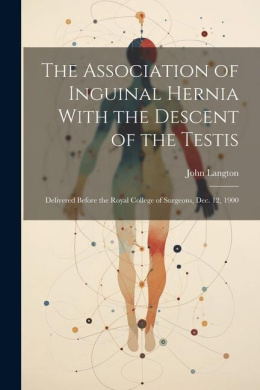 The Association of
Inguinal Hernia
With the Descent
of the Testis
John Langton
Delivered Before the Royal College of Surgeons, Dec. 12, 1900